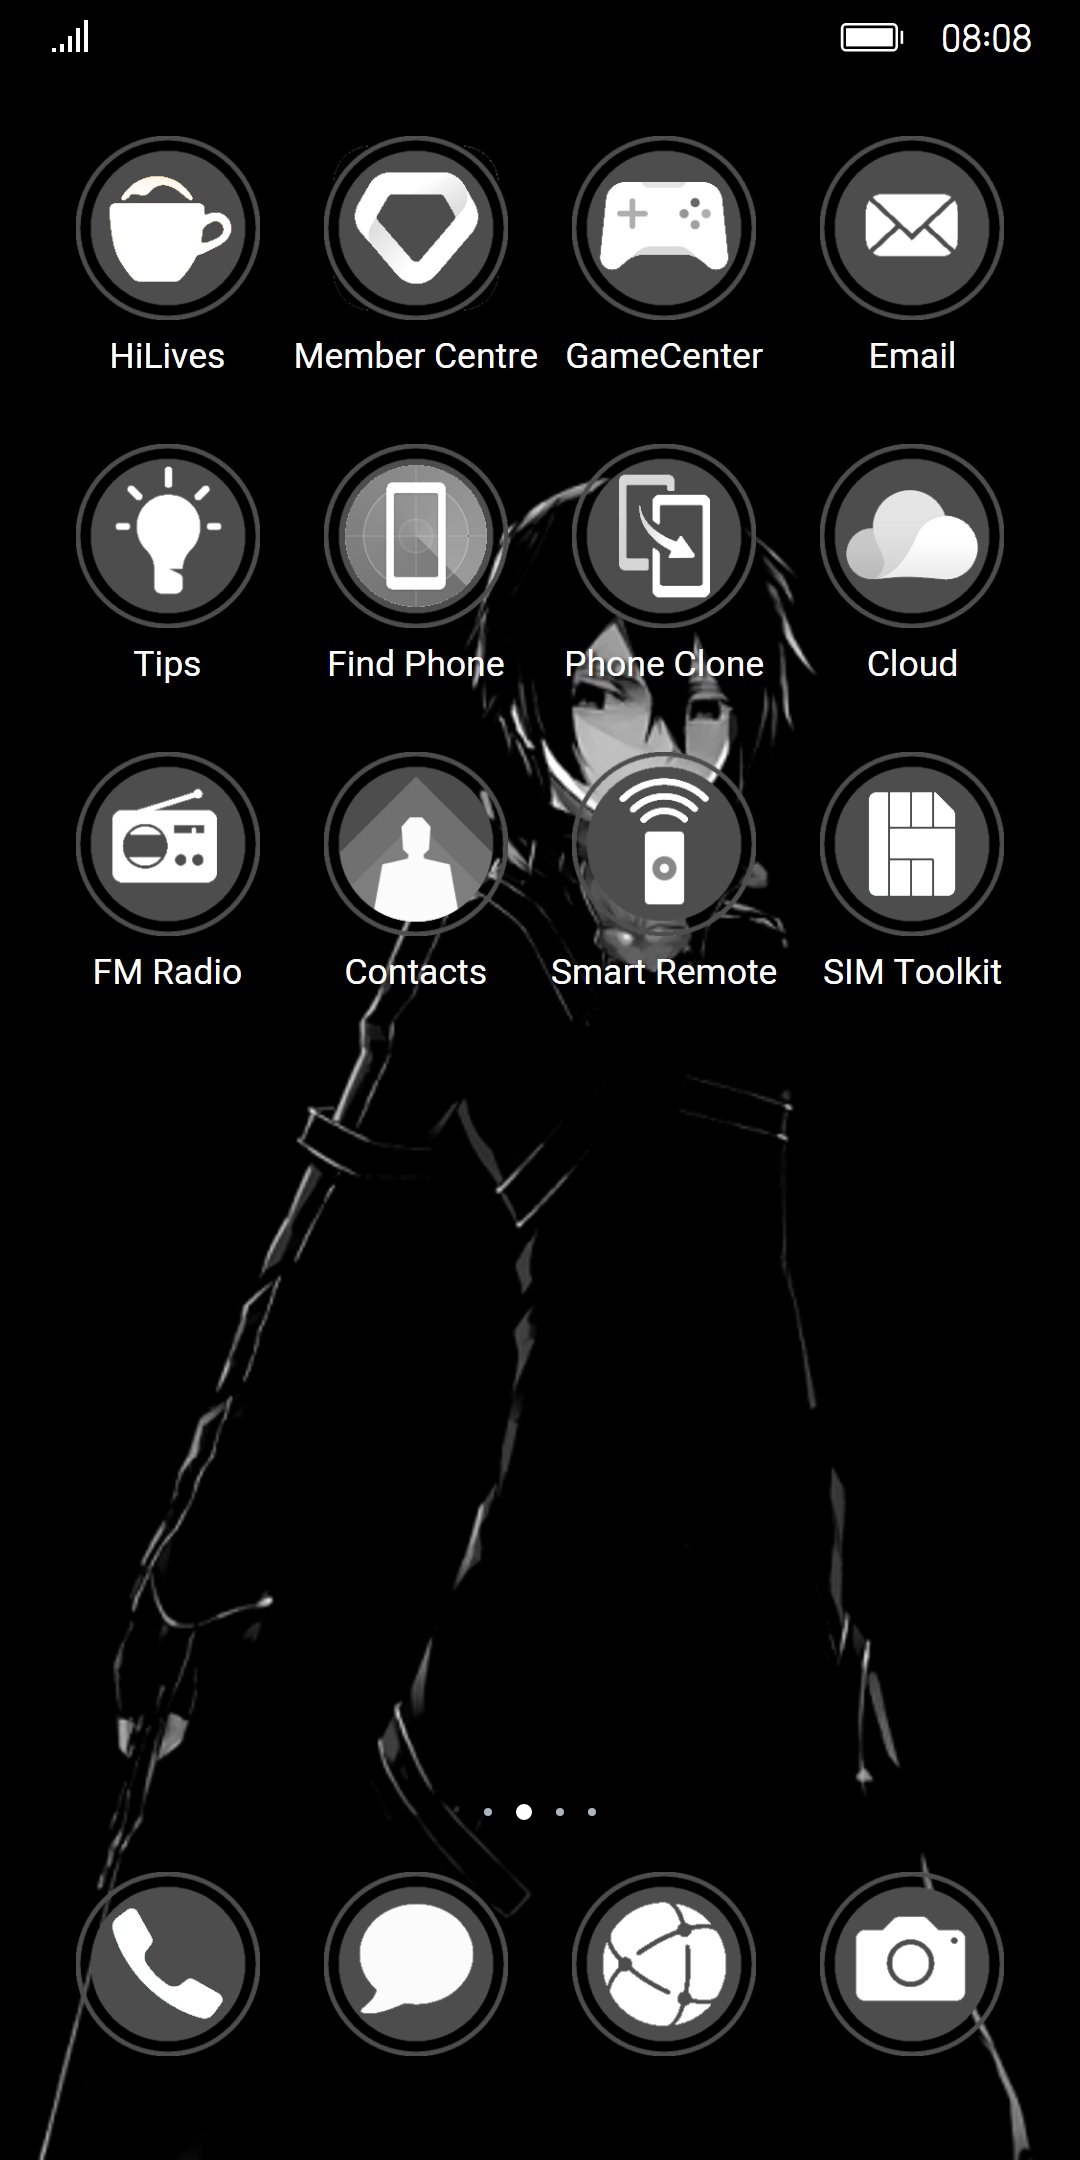 08:08
HiLives
Member Centre
GameCenter
Email
Tips
Find Phone
Phone Clone
Cloud
FM Radio
Contacts
Smart Remote
SIM Toolkit